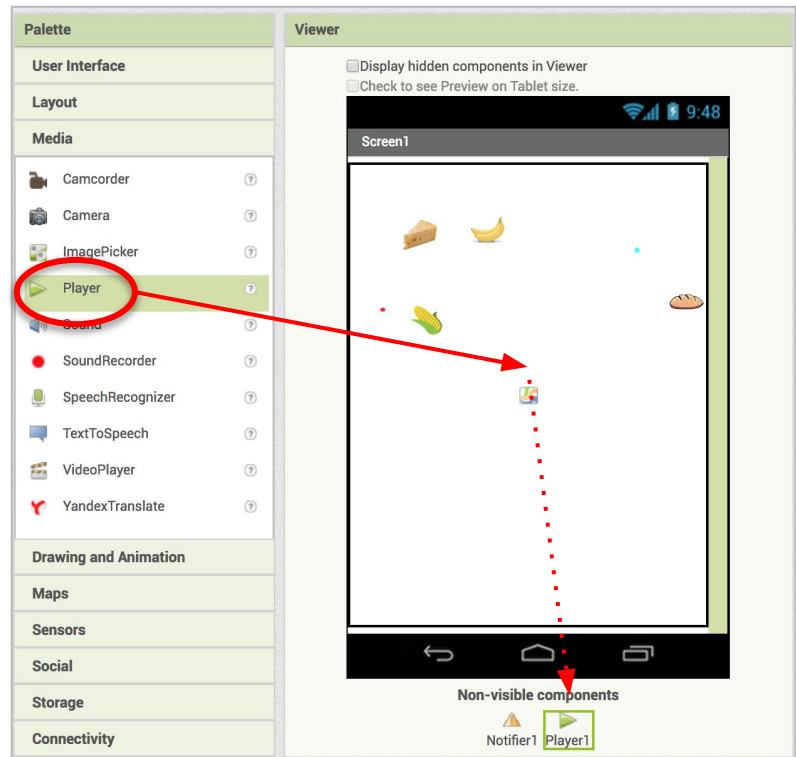 Palette
User Interface
Layout
Media
Camcorder
Camera
ImagePicker
Player
Sound
SoundRecorder
SpeechRecognizer
TextToSpeech
VideoPlayer
YandexTranslate
Drawing and Animation
Maps
Sensors
Social
Storage
Connectivity
Viewer
Display hidden components in Viewer
Check to see Preview on Tablet size.
9:48
Screen1
Non-visible components
Notifier1 Player1